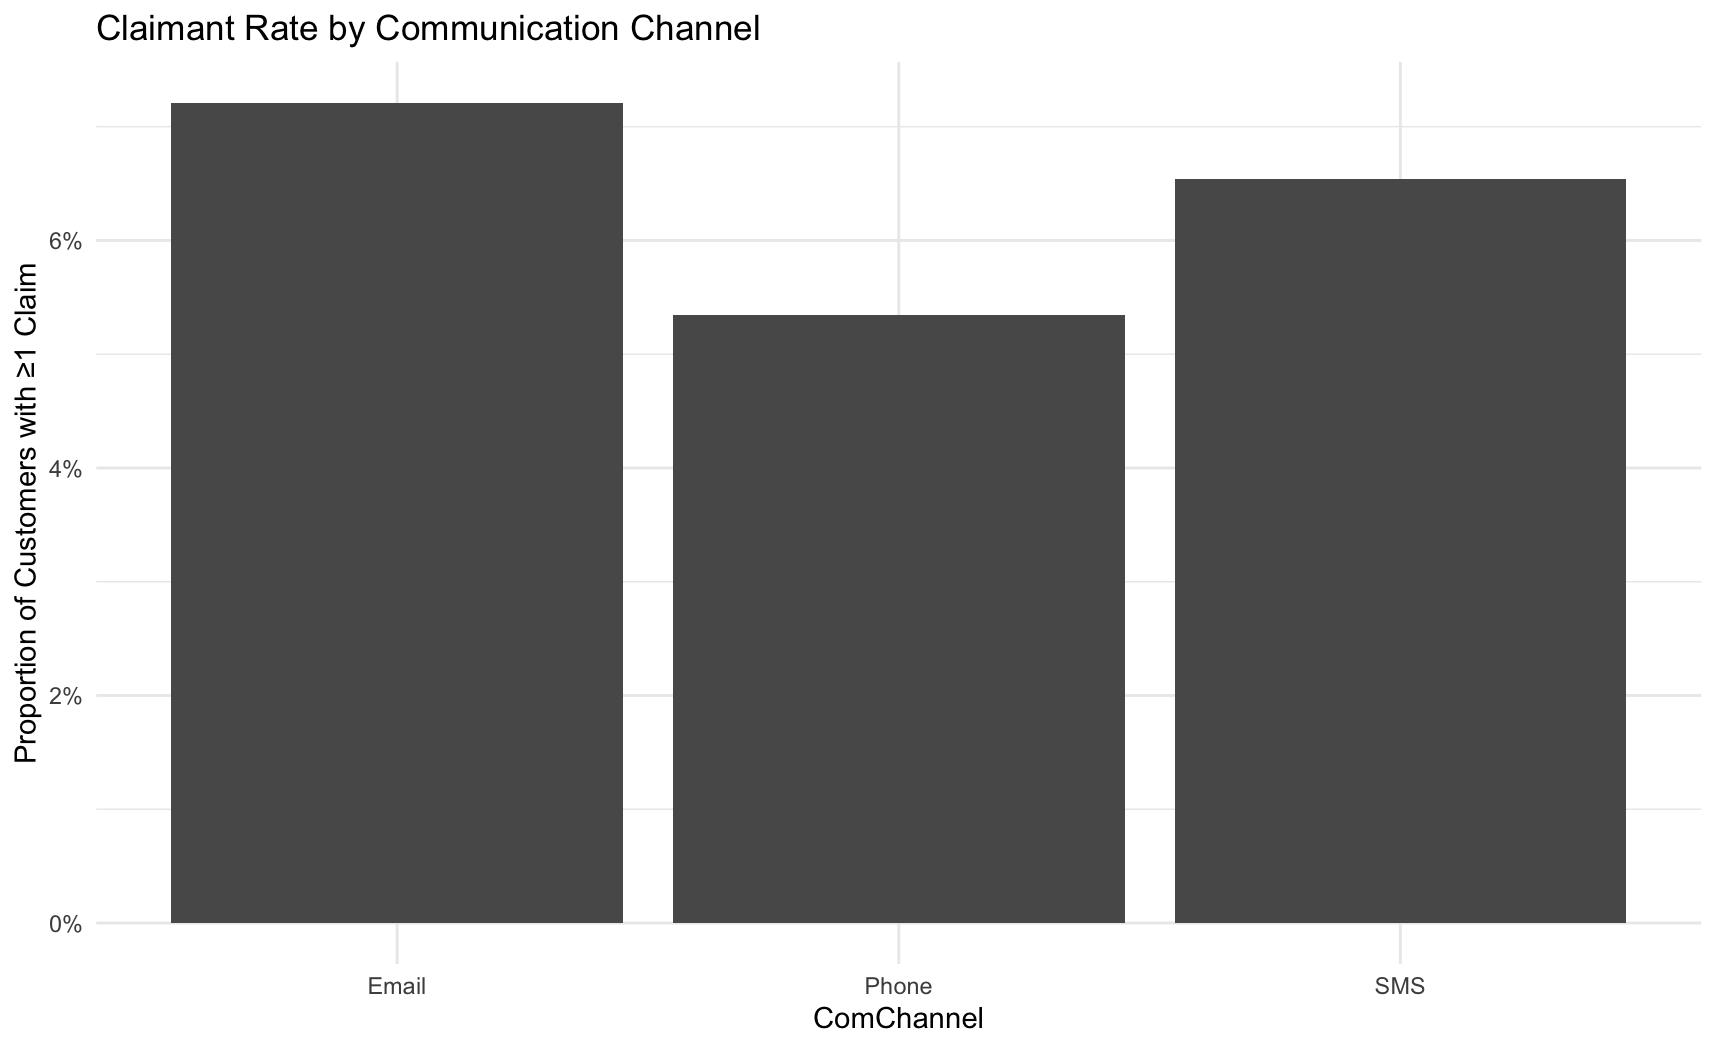 Claimant Rate by Communication Channel
Proportion of Customers with ≥1 Claim
6%
4%
2%
0%
Email
Phone
SMS
ComChannel